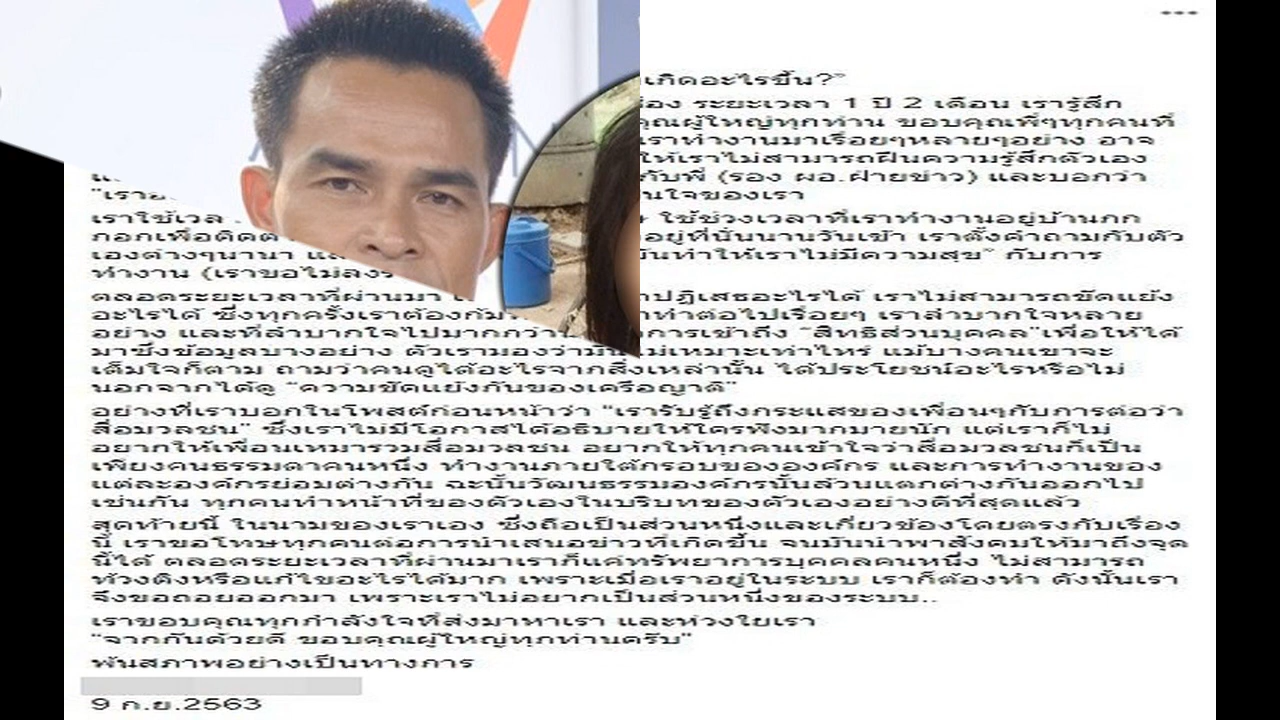 เกิดอะไรขึ้น?"
ระยะเวลา 1 ปี 2 เดือน เรารู้สึก
คุณผู้ใหญ่ทุกท่าน ขอบคุณพี่ๆทุกคนที่
เราทำงานมาเรื่อยๆหลายๆอย่าง อาจ
ให้เราไม่สามารถฝืนความรู้สึกตัวเอง
กับพี่ (รอง ผอ.ฝ่ายข่าว) และบอกว่า
ของเรา
เราใช้เวล ใช้ช่วงเวลาที่เราทำงานอยู่บ้านกก
กอกเพื่อ อยู่ที่นั่นนานวันเข้า เราตั้งคำถามกับตัว
เองต่างๆนานา ทำให้เราไม่มีความสุข" กับการ
ทำงาน (เราขอไม่ลง
ตลอดระยะเวลาที่ผ่านมา ปฏิเสธอะไรได้ เราไม่สามารถขัดแย้ง
อะไรได้ ซึ่งทุกครั้งเราต้อง ทำต่อไปเรื่อยๆ เราลำบากใจหลาย
อย่าง และที่ลำบากใจไปมากกว่า การเข้าถึง "สิทธิส่วนบุคคล"เพื่อให้ได้
มาซึ่งข้อมูลบางอย่าง ตัวเรามองว่ามันไม่เหมาะเท่าไหร่ แม้บางคนเขาจะ
เต็มใจก็ตาม ถามว่าคนดูได้อะไรจากสิ่งเหล่านั้น ได้ประโยชน์อะไรหรือไม่
นอกจากได้ดู "ความขัดแย้งกันของเครือญาติ"
อย่างที่เราบอกในโพสต์ก่อนหน้าว่า "เรารับรู้ถึงกระแสของเพื่อนๆกับการต่อว่า
สื่อมวลชน" ซึ่งเราไม่มีโอกาสได้อธิบายให้ใครฟังมากมายนัก แต่เราก็ไม่
อยากให้เพื่อนเหมารวมสื่อมวลชน อยากให้ทุกคนเข้าใจว่าสื่อมวลชนก็เป็น
เพียงคนธรรมดาคนหนึ่ง ทำงานภายใต้กรอบขององค์กร และการทำงานของ
แต่ละองค์กรย่อมต่างกัน ฉะนั้นวัฒนธรรมองค์กรนั้นล้วนแตกต่างกันออกไป
เช่นกัน ทุกคนทำหน้าที่ของตัวเองในบริบทของตัวเองอย่างดีที่สุดแล้ว
สุดท้ายนี้ ในนามของเราเอง ซึ่งถือเป็นส่วนหนึ่งและเกี่ยวข้องโดยตรงกับเรื่อง
นี้ เราขอโทษทุกคนต่อการนำเสนอข่าวที่เกิดขึ้น จนมันนำพาสังคมให้มาถึงจุด
นี้ได้ ตลอดระยะเวลาที่ผ่านมาเราก็แค่ทรัพยาการบุคคลคนหนึ่ง ไม่สามารถ
ท้วงติงหรือแก้ไขอะไรได้มาก เพราะเมื่อเราอยู่ในระบบ เราก็ต้องทำ ดังนั้นเรา
จึงขอถอยออกมา เพราะเราไม่อยากเป็นส่วนหนึ่งของระบบ..
เราขอบคุณทุกกำลังใจที่ส่งมาหาเรา และห่วงใยเรา
"จากกันด้วยดี ขอบคุณผู้ใหญ่ทุกท่านครับ"
พ้นสภาพอย่างเป็นทางการ
9 ก.ย.2563